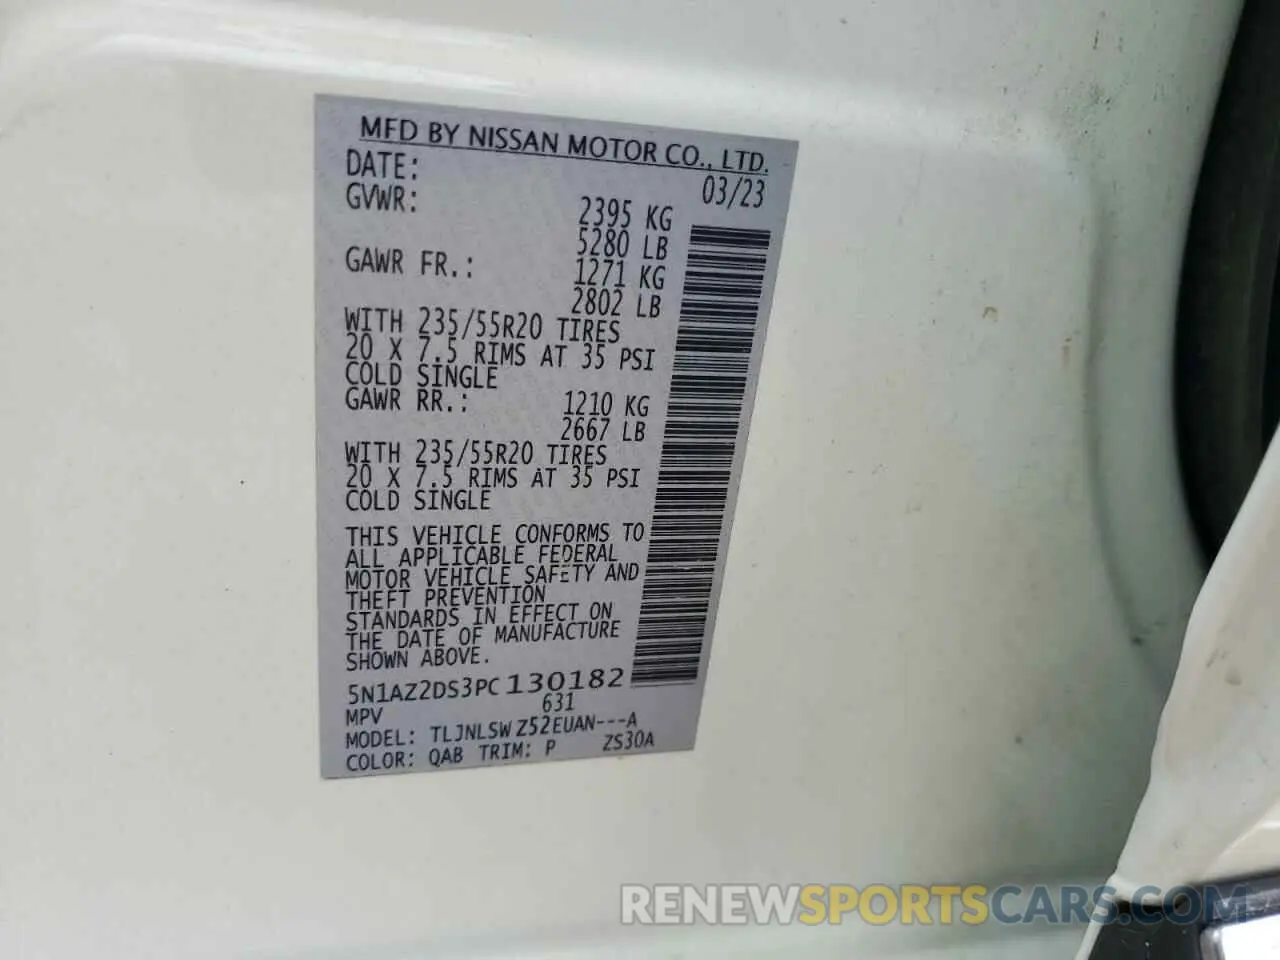 MFD BY NISSAN MOTOR CO., LTD.
DATE: 03/23
GVWR: 2395 KG
5280 LB
GAWR FR.: 1271 KG
2802 LB
WITH 235/55R20 TIRES
20 X 7.5 RIMS AT 35 PSI
COLD SINGLE
GAWR RR.: 1210 KG
2667 LB
WITH 235/55R20 TIRES
20 X 7.5 RIMS AT 35 PSI
COLD SINGLE
THIS VEHICLE CONFORMS TO
ALL APPLICABLE FEDERAL
MOTOR VEHICLE SAFETY AND
THEFT PREVENTION
STANDARDS IN EFFECT ON
THE DATE OF MANUFACTURE
SHOWN ABOVE.
5N1AZ2DS3PC130182
MPV 631
MODEL: TLJNLSW Z52EUAN---A
COLOR: QAB TRIM: P ZS30A
RENEWSPORTSCARS.COM